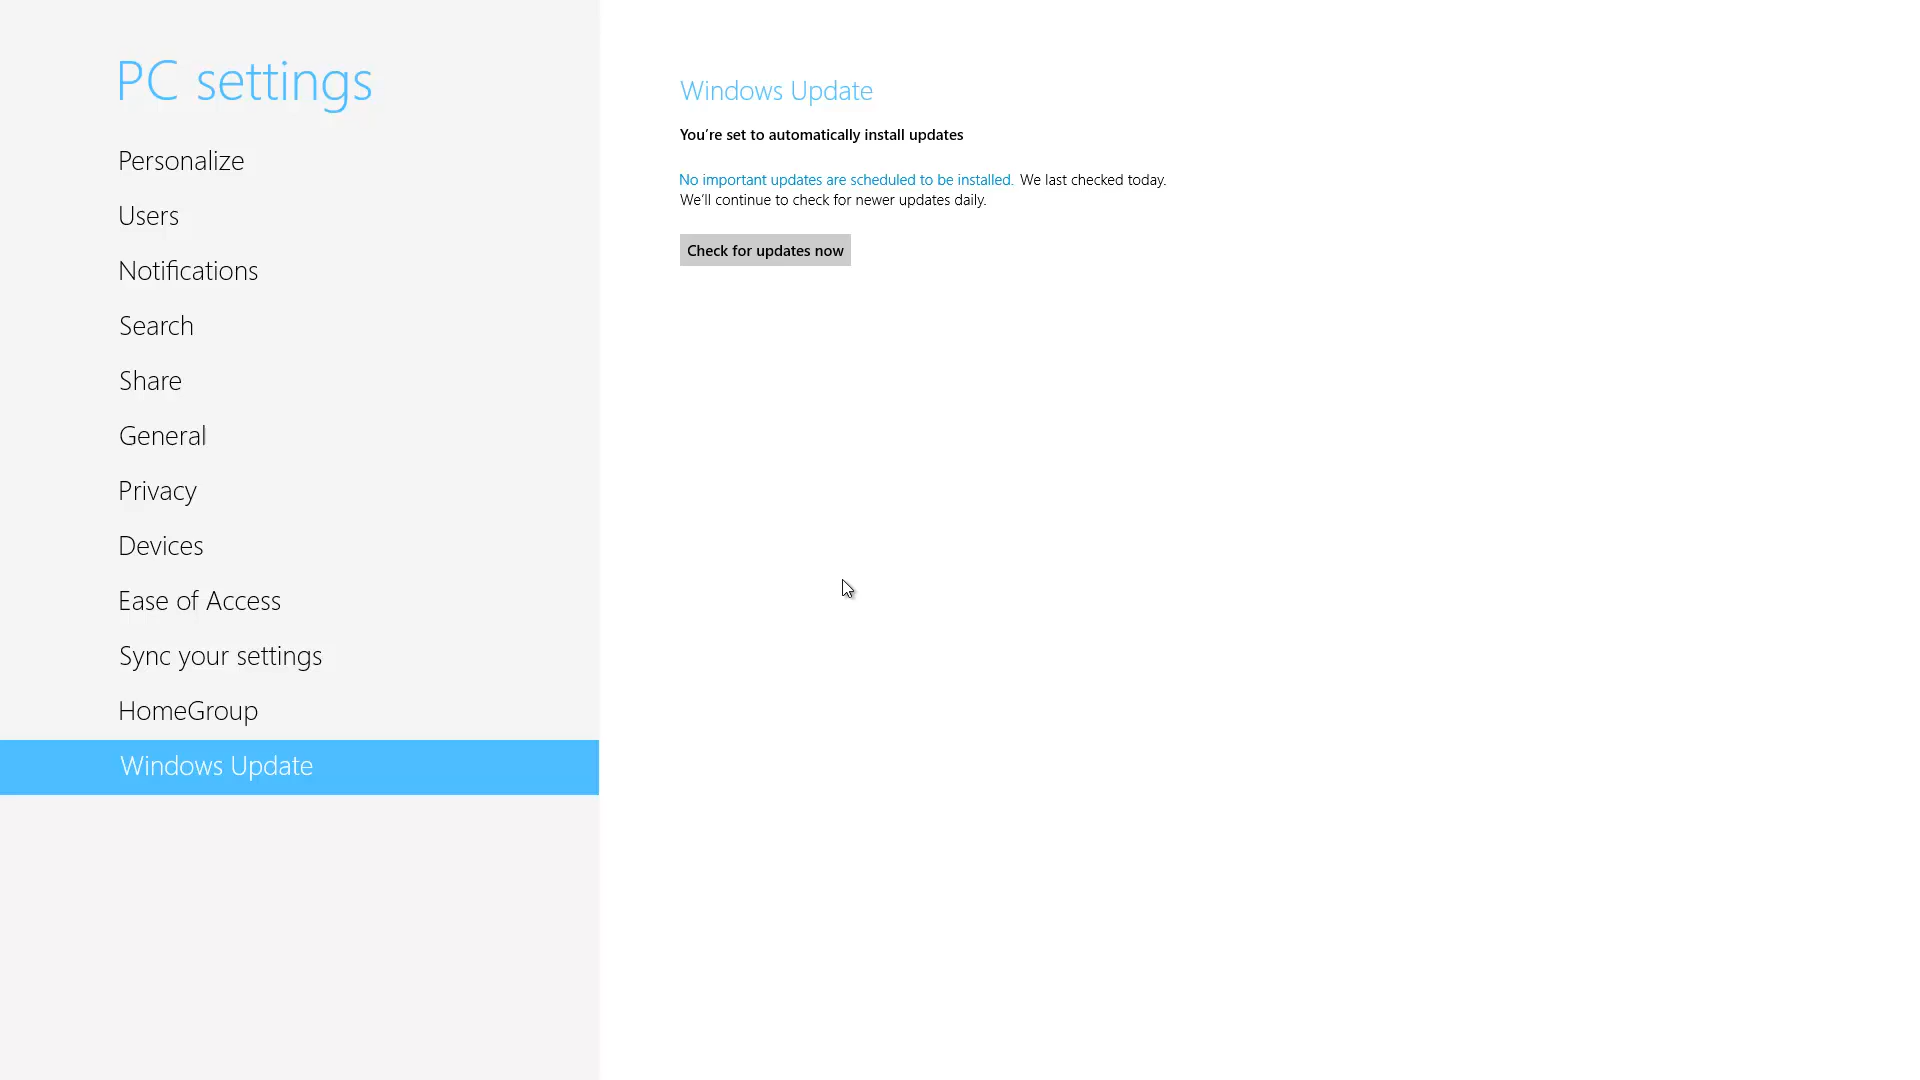 PC settings
Personalize
Users
Notifications
Search
Share
General
Privacy
Devices
Ease of Access
Sync your settings
HomeGroup
Windows Update
Windows Update
You’re set to automatically install updates
No important updates are scheduled to be installed. We last checked today.
We’ll continue to check for newer updates daily.
Check for updates now